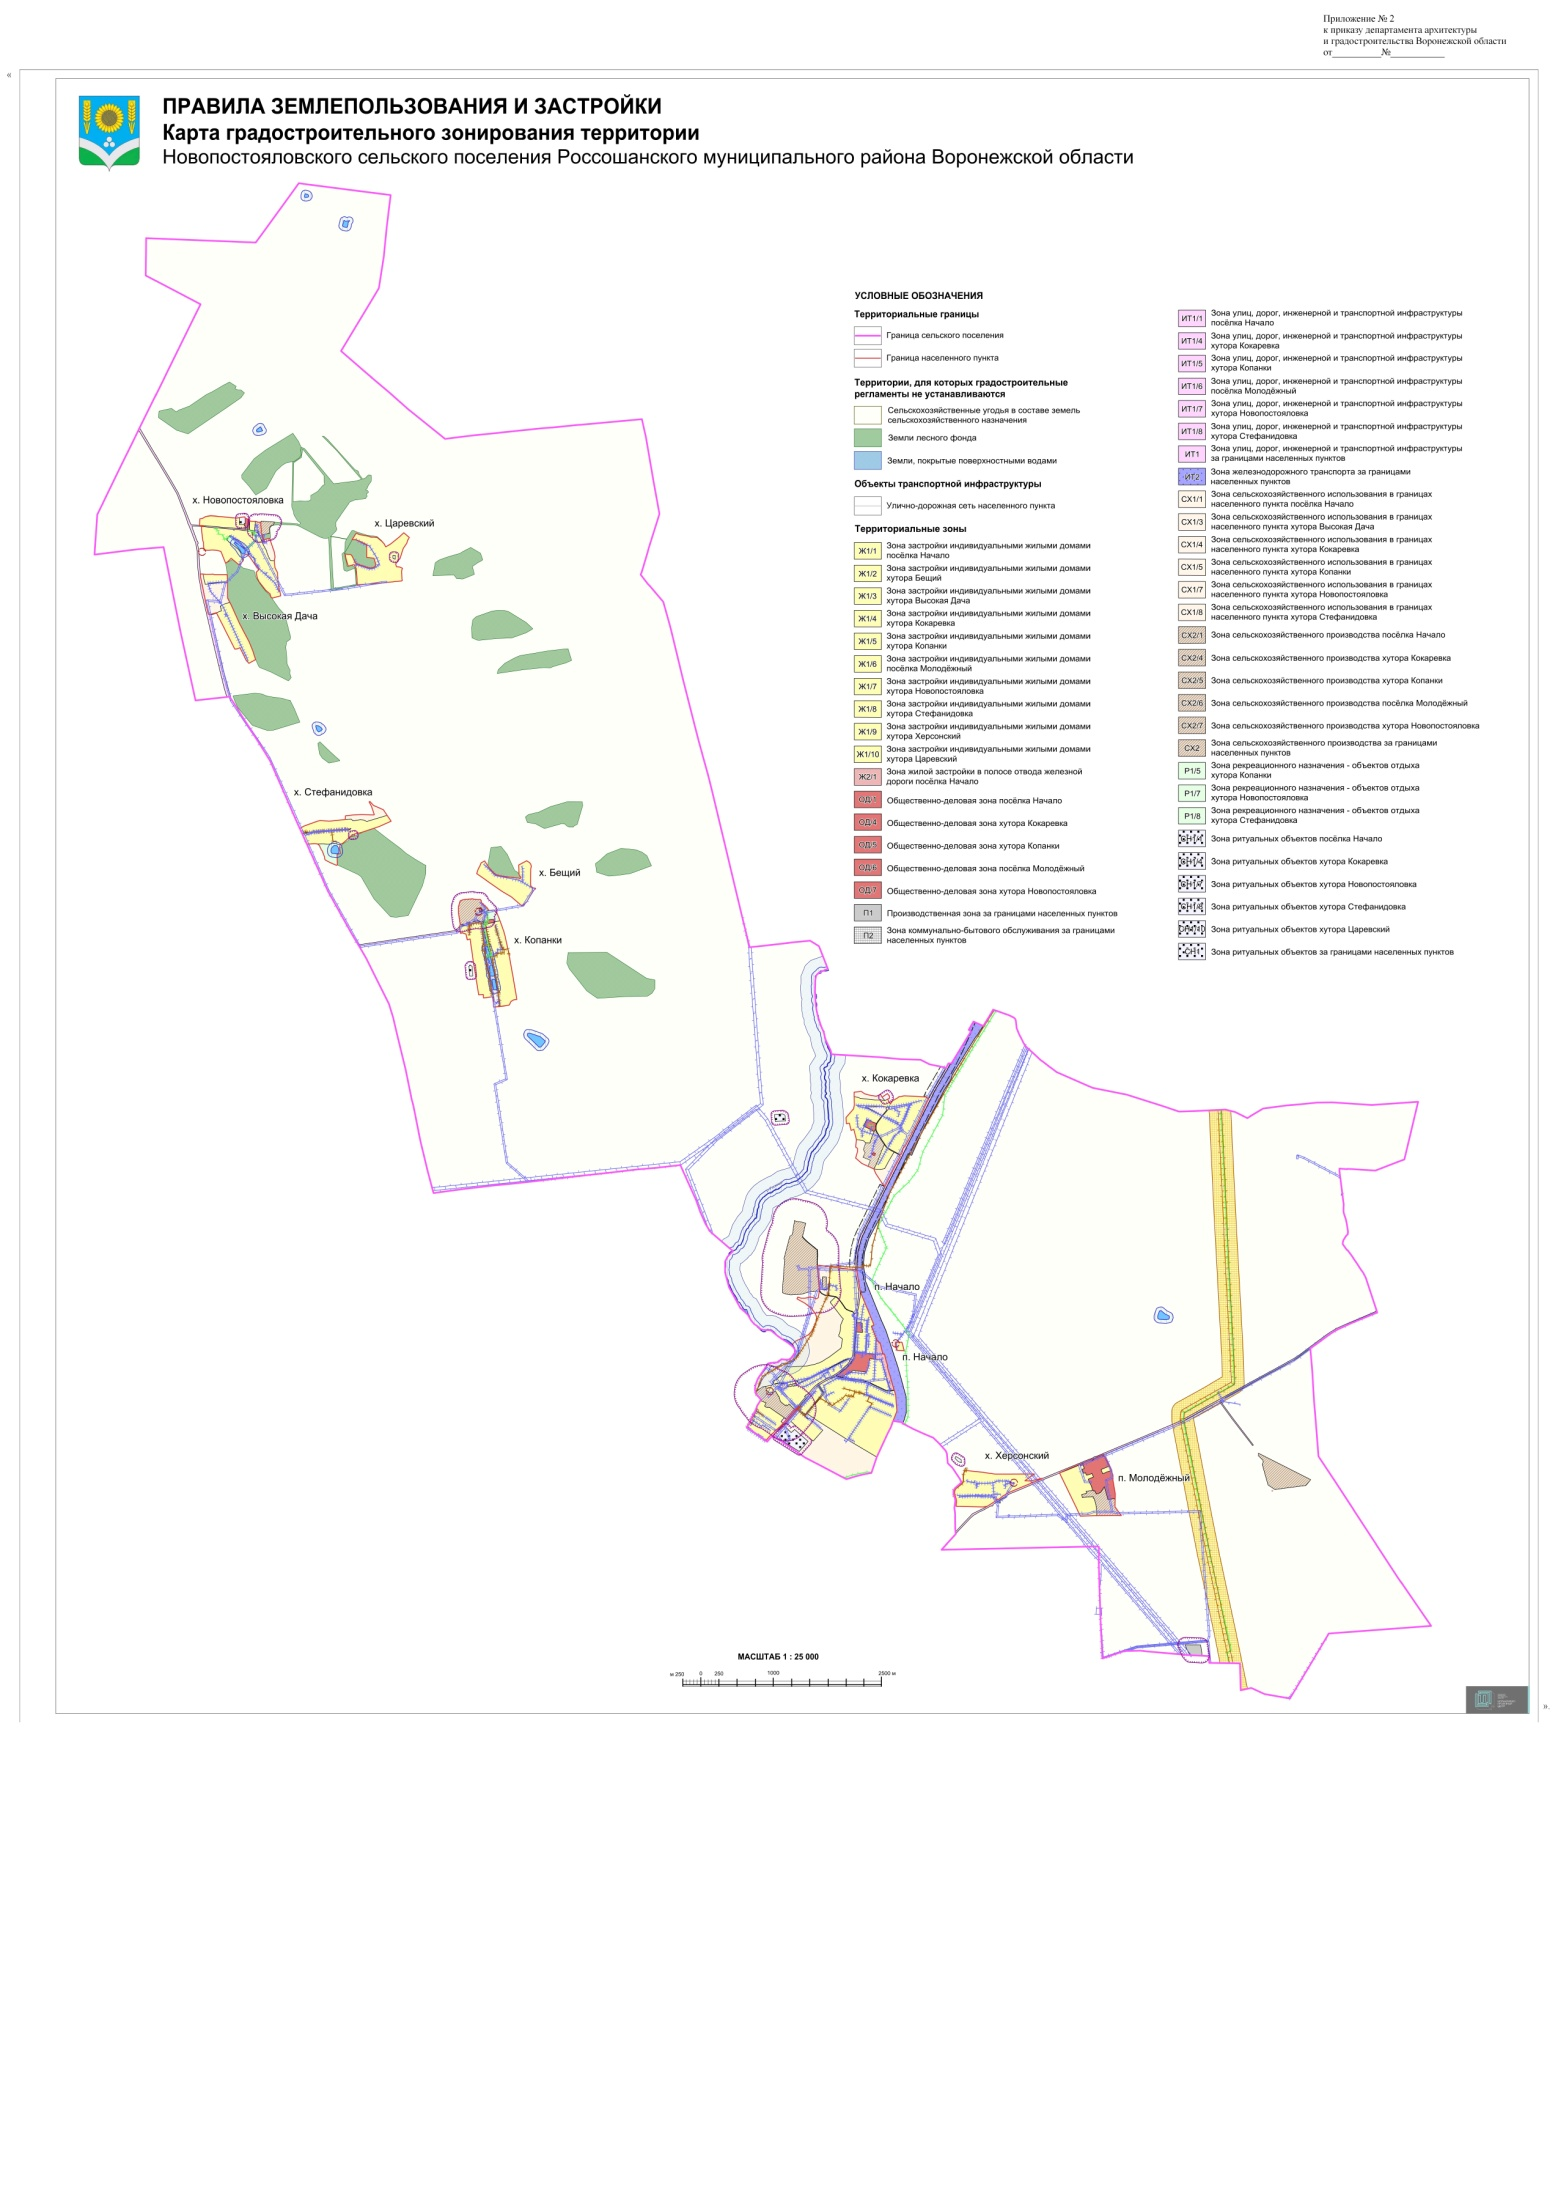 Приложение № 2
к приказу департамента архитектуры
и градостроительства Воронежской области
от___________№____________
«
ПРАВИЛА ЗЕМЛЕПОЛЬЗОВАНИЯ И ЗАСТРОЙКИ
Карта градостроительного зонирования территории
Новопостояловского сельского поселения Россошанского муниципального района Воронежской области
х. Новопостояловка
х. Царевский
х. Высокая Дача
х. Стефанидовка
х. Бещий
х. Копанки
х. Кокаревка
п. Начало
п. Начало
х. Херсонский
п. Молодёжный
УСЛОВНЫЕ ОБОЗНАЧЕНИЯ
Территориальные границы
Граница сельского поселения
Граница населенного пункта
Территории, для которых градостроительные
регламенты не устанавливаются
Сельскохозяйственные угодья в составе земель
сельскохозяйственного назначения
Земли лесного фонда
Земли, покрытые поверхностными водами
Объекты транспортной инфраструктуры
Улично-дорожная сеть населенного пункта
Территориальные зоны
Ж1/1 Зона застройки индивидуальными жилыми домами
посёлка Начало
Ж1/2 Зона застройки индивидуальными жилыми домами
хутора Бещий
Ж1/3 Зона застройки индивидуальными жилыми домами
хутора Высокая Дача
Ж1/4 Зона застройки индивидуальными жилыми домами
хутора Кокаревка
Ж1/5 Зона застройки индивидуальными жилыми домами
хутора Копанки
Ж1/6 Зона застройки индивидуальными жилыми домами
посёлка Молодёжный
Ж1/7 Зона застройки индивидуальными жилыми домами
хутора Новопостояловка
Ж1/8 Зона застройки индивидуальными жилыми домами
хутора Стефанидовка
Ж1/9 Зона застройки индивидуальными жилыми домами
хутора Херсонский
Ж1/10 Зона застройки индивидуальными жилыми домами
хутора Царевский
Ж2/1 Зона жилой застройки в полосе отвода железной
дороги посёлка Начало
ОД/1 Общественно-деловая зона посёлка Начало
ОД/4 Общественно-деловая зона хутора Кокаревка
ОД/5 Общественно-деловая зона хутора Копанки
ОД/6 Общественно-деловая зона посёлка Молодёжный
ОД/7 Общественно-деловая зона хутора Новопостояловка
П1 Производственная зона за границами населенных пунктов
П2 Зона коммунально-бытового обслуживания за границами
населенных пунктов
ИТ1/1 Зона улиц, дорог, инженерной и транспортной инфраструктуры
посёлка Начало
ИТ1/4 Зона улиц, дорог, инженерной и транспортной инфраструктуры
хутора Кокаревка
ИТ1/5 Зона улиц, дорог, инженерной и транспортной инфраструктуры
хутора Копанки
ИТ1/6 Зона улиц, дорог, инженерной и транспортной инфраструктуры
посёлка Молодёжный
ИТ1/7 Зона улиц, дорог, инженерной и транспортной инфраструктуры
хутора Новопостояловка
ИТ1/8 Зона улиц, дорог, инженерной и транспортной инфраструктуры
хутора Стефанидовка
ИТ1 Зона улиц, дорог, инженерной и транспортной инфраструктуры
за границами населенных пунктов
ИТ2 Зона железнодорожного транспорта за границами
населенных пунктов
СХ1/1 Зона сельскохозяйственного использования в границах
населенного пункта посёлка Начало
СХ1/3 Зона сельскохозяйственного использования в границах
населенного пункта хутора Высокая Дача
СХ1/4 Зона сельскохозяйственного использования в границах
населенного пункта хутора Кокаревка
СХ1/5 Зона сельскохозяйственного использования в границах
населенного пункта хутора Копанки
СХ1/7 Зона сельскохозяйственного использования в границах
населенного пункта хутора Новопостояловка
СХ1/8 Зона сельскохозяйственного использования в границах
населенного пункта хутора Стефанидовка
СХ2/1 Зона сельскохозяйственного производства посёлка Начало
СХ2/4 Зона сельскохозяйственного производства хутора Кокаревка
СХ2/5 Зона сельскохозяйственного производства хутора Копанки
СХ2/6 Зона сельскохозяйственного производства посёлка Молодёжный
СХ2/7 Зона сельскохозяйственного производства хутора Новопостояловка
СХ2 Зона сельскохозяйственного производства за границами
населенных пунктов
Р1/5 Зона рекреационного назначения - объектов отдыха
хутора Копанки
Р1/7 Зона рекреационного назначения - объектов отдыха
хутора Новопостояловка
Р1/8 Зона рекреационного назначения - объектов отдыха
хутора Стефанидовка
Зона ритуальных объектов посёлка Начало
Зона ритуальных объектов хутора Кокаревка
Зона ритуальных объектов хутора Новопостояловка
Зона ритуальных объектов хутора Стефанидовка
Зона ритуальных объектов хутора Царевский
СН1 Зона ритуальных объектов за границами населенных пунктов
МАСШТАБ 1 : 25 000
м 250 0 250 1000 2500 м
».